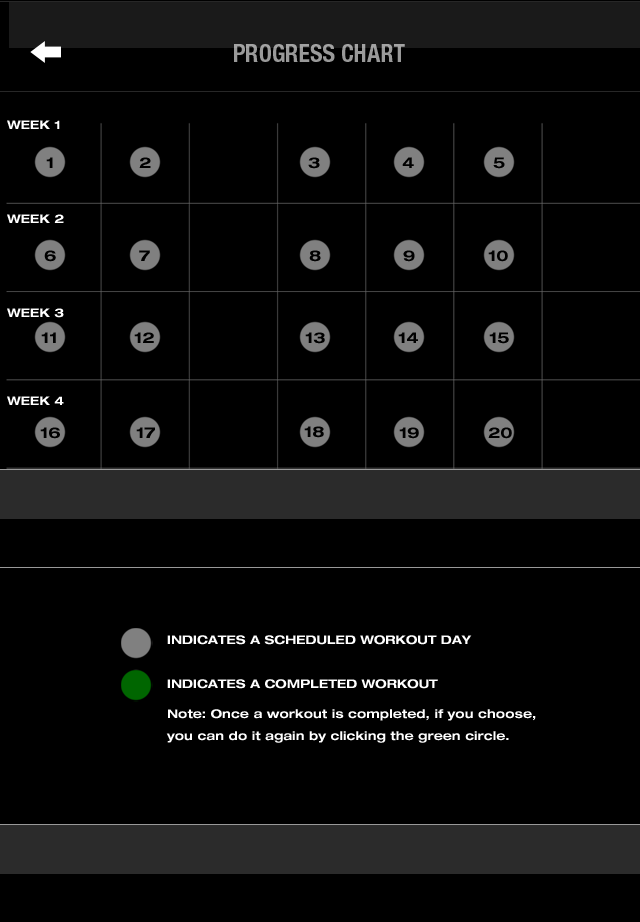 PROGRESS CHART
WEEK 1
1 2 3 4 5
WEEK 2
6 7 8 9 10
WEEK 3
11 12 13 14 15
WEEK 4
16 17 18 19 20
INDICATES A SCHEDULED WORKOUT DAY
INDICATES A COMPLETED WORKOUT
Note: Once a workout is completed, if you choose,
you can do it again by clicking the green circle.